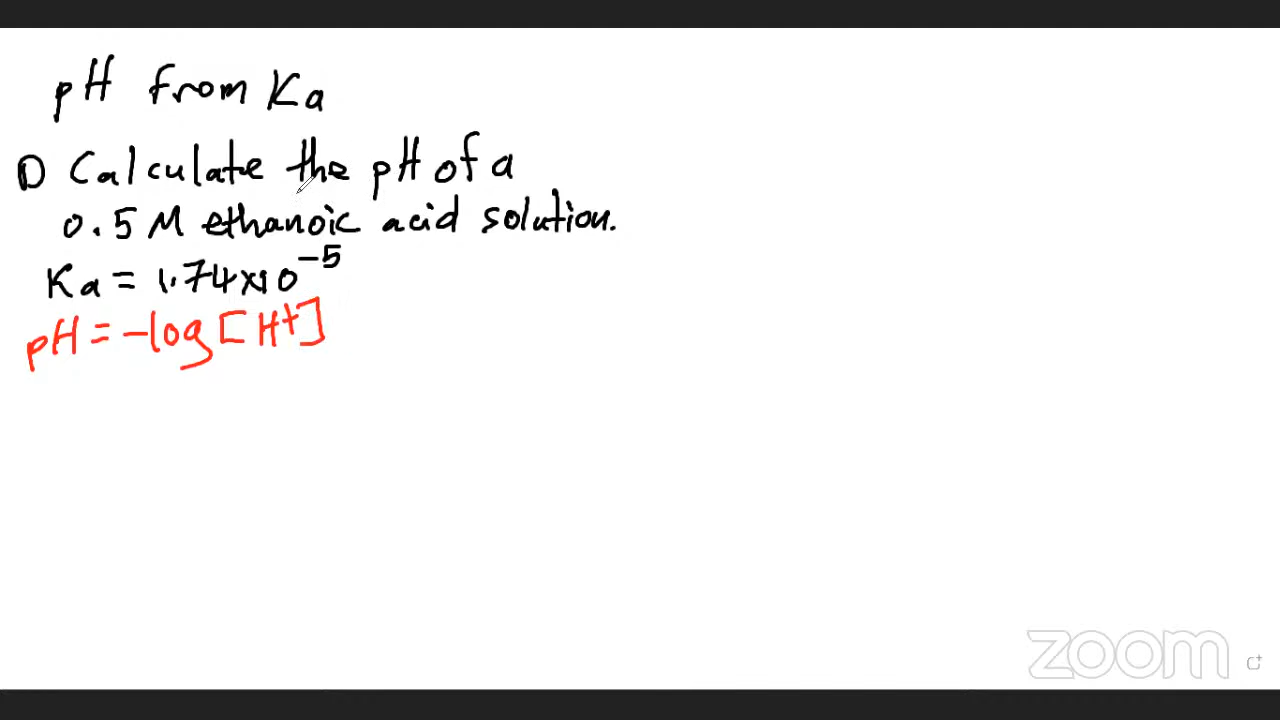 pH from Ka
① Calculate the pH of a
0.5 M ethanoic acid solution.
Ka = 1.74x10⁻⁵
pH = -log [H⁺]
zoom